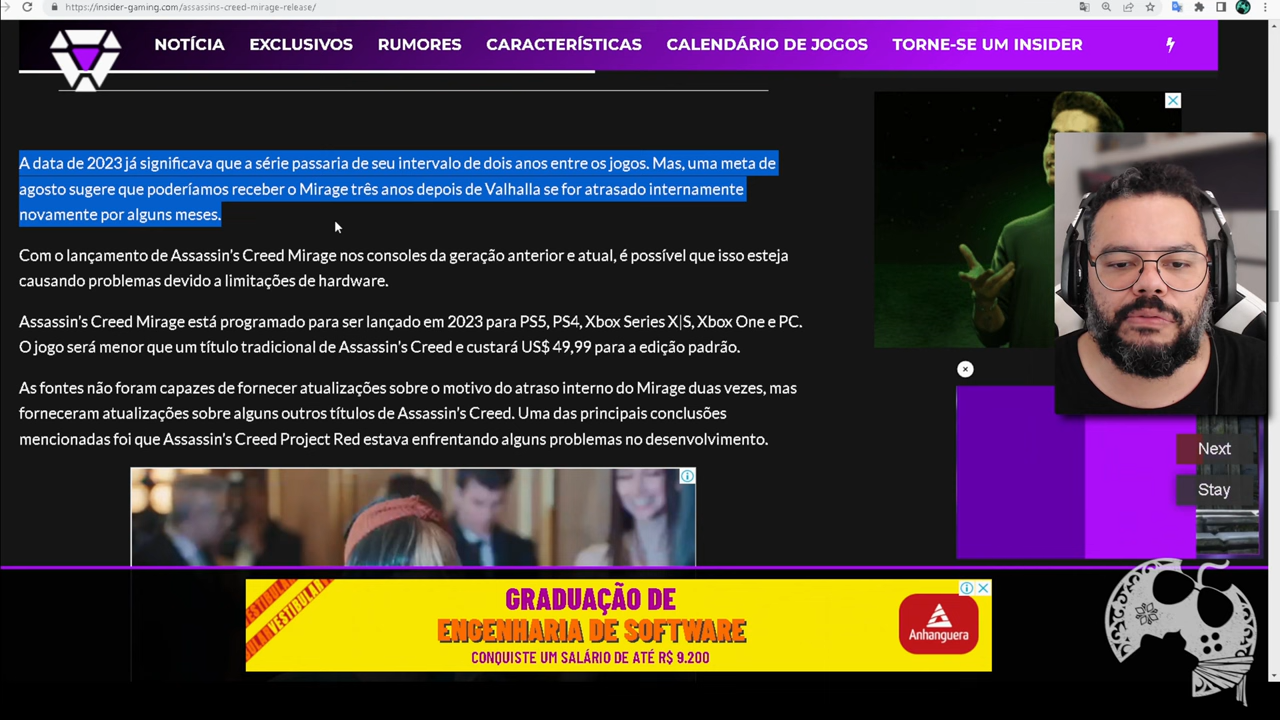 https://insider-gaming.com/assassins-creed-mirage-release/
NOTÍCIA EXCLUSIVOS RUMORES CARACTERÍSTICAS CALENDÁRIO DE JOGOS TORNE-SE UM INSIDER
A data de 2023 já significava que a série passaria de seu intervalo de dois anos entre os jogos. Mas, uma meta de
agosto sugere que poderíamos receber o Mirage três anos depois de Valhalla se for atrasado internamente
novamente por alguns meses.
Com o lançamento de Assassin's Creed Mirage nos consoles da geração anterior e atual, é possível que isso esteja
causando problemas devido a limitações de hardware.
Assassin's Creed Mirage está programado para ser lançado em 2023 para PS5, PS4, Xbox Series X|S, Xbox One e PC.
O jogo será menor que um título tradicional de Assassin's Creed e custará US$ 49,99 para a edição padrão.
As fontes não foram capazes de fornecer atualizações sobre o motivo do atraso interno do Mirage duas vezes, mas
forneceram atualizações sobre alguns outros títulos de Assassin's Creed. Uma das principais conclusões
mencionadas foi que Assassin's Creed Project Red estava enfrentando alguns problemas no desenvolvimento.
Next
Stay
VESTIBULAR
GRADUAÇÃO DE
ENGENHARIA DE SOFTWARE
CONQUISTE UM SALÁRIO DE ATÉ R$ 9.200
Anhanguera